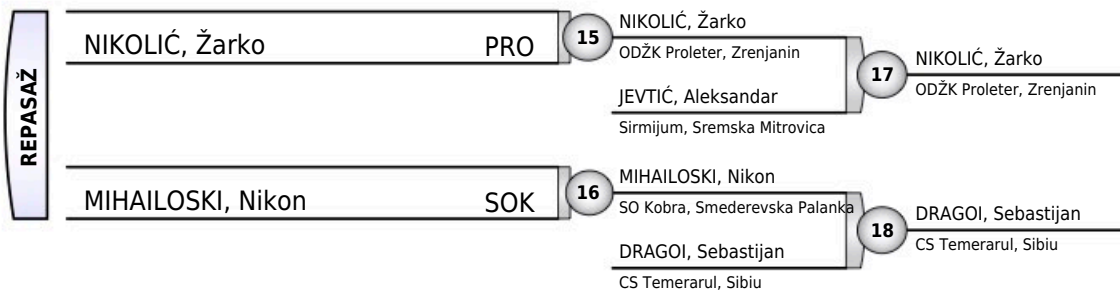 REPASAŽ
NIKOLIĆ, Žarko PRO
15
NIKOLIĆ, Žarko
ODŽK Proleter, Zrenjanin
JEVTIĆ, Aleksandar
Sirmijum, Sremska Mitrovica
17
NIKOLIĆ, Žarko
ODŽK Proleter, Zrenjanin
MIHAILOSKI, Nikon SOK
16
MIHAILOSKI, Nikon
SO Kobra, Smederevska Palanka
DRAGOI, Sebastijan
CS Temerarul, Sibiu
18
DRAGOI, Sebastijan
CS Temerarul, Sibiu